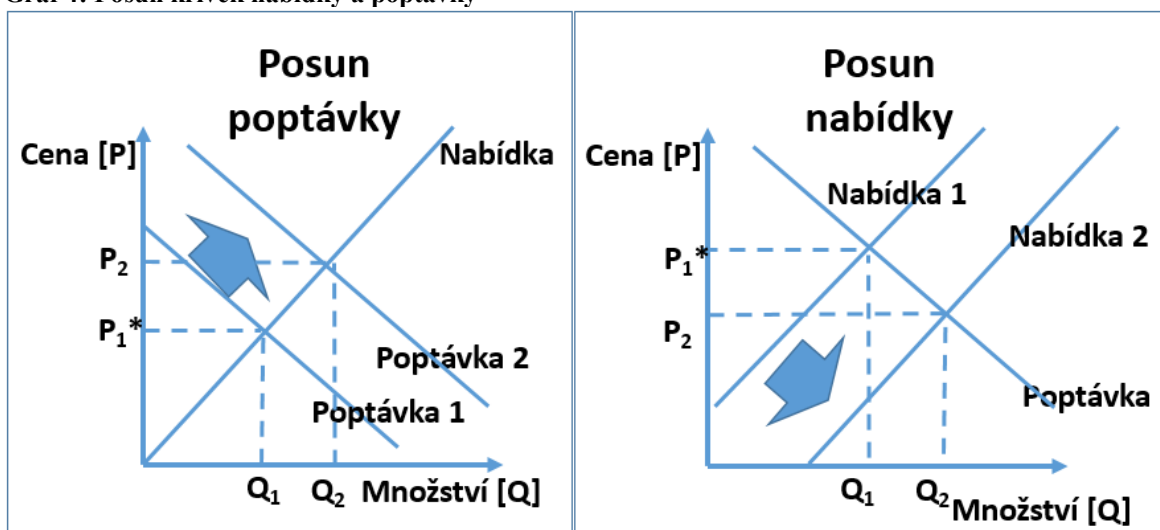 Posun
poptávky
Cena [P]
Nabídka
P₂
P₁*
Poptávka 2
Poptávka 1
Q₁
Q₂
Množství [Q]
Posun
nabídky
Cena [P]
Nabídka 1
Nabídka 2
P₁*
P₂
Poptávka
Q₁
Q₂
Množství [Q]